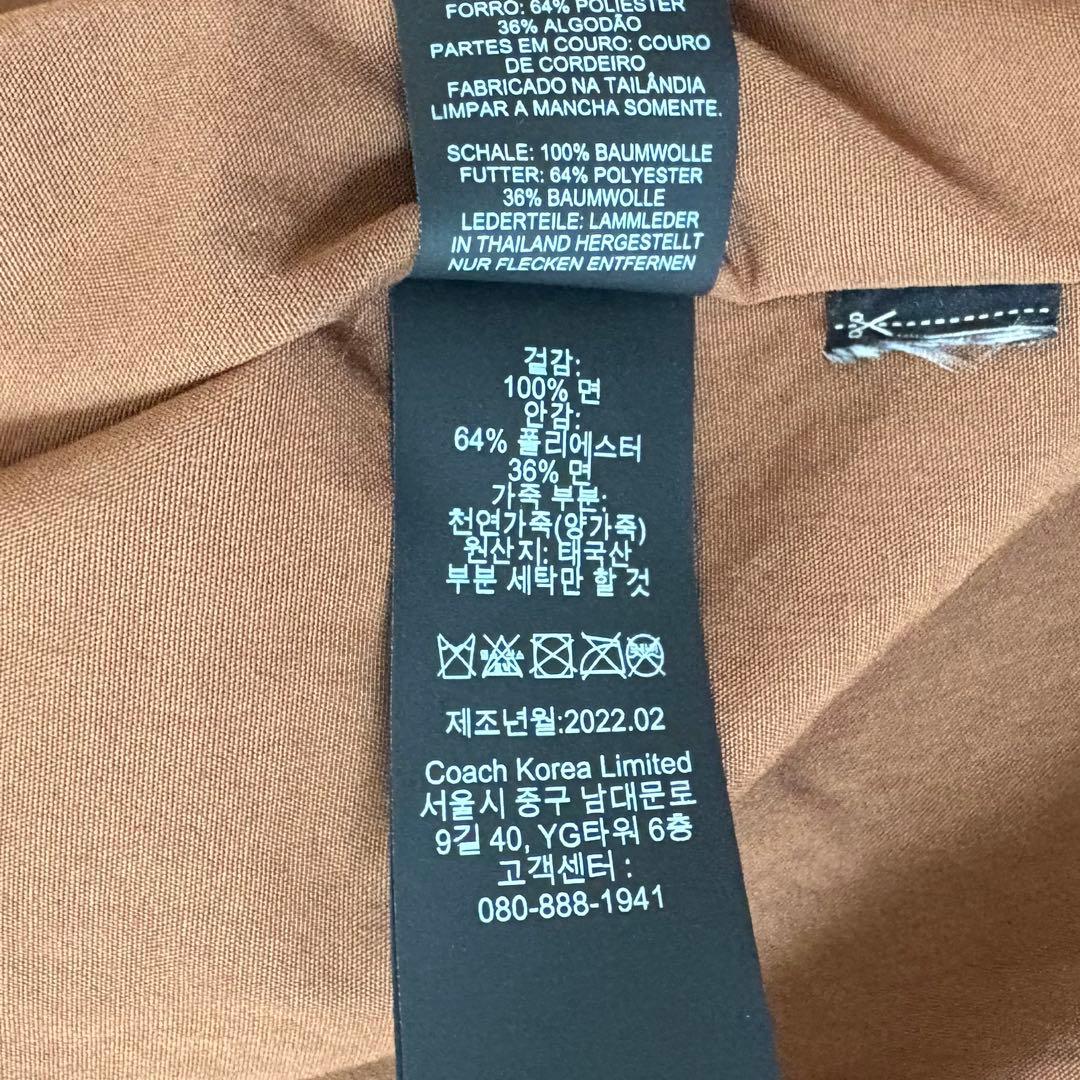 FORRO: 64% POLIÉSTER
36% ALGODÃO
PARTES EM COURO: COURO
DE CORDEIRO
FABRICADO NA TAILÂNDIA
LIMPAR A MANCHA SOMENTE.
SCHALE: 100% BAUMWOLLE
FUTTER: 64% POLYESTER
36% BAUMWOLLE
LEDERTEILE: LAMMLEDER
IN THAILAND HERGESTELLT
NUR FLECKEN ENTFERNEN
겉감:
100% 면
안감:
64% 폴리에스터
36% 면
가죽 부분:
천연가죽(양가죽)
원산지: 태국산
부분 세탁만 할 것
제조년월:2022.02
Coach Korea Limited
서울시 중구 남대문로
9길 40, YG타워 6층
고객센터 :
080-888-1941